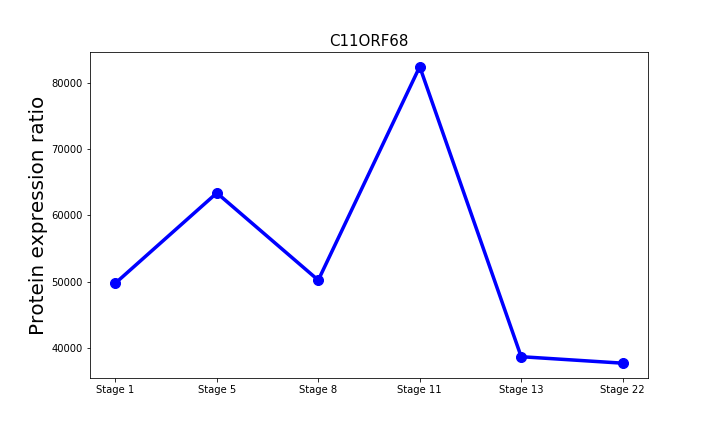 C11ORF68
Protein expression ratio
80000
70000
60000
50000
40000
Stage 1 Stage 5 Stage 8 Stage 11 Stage 13 Stage 22